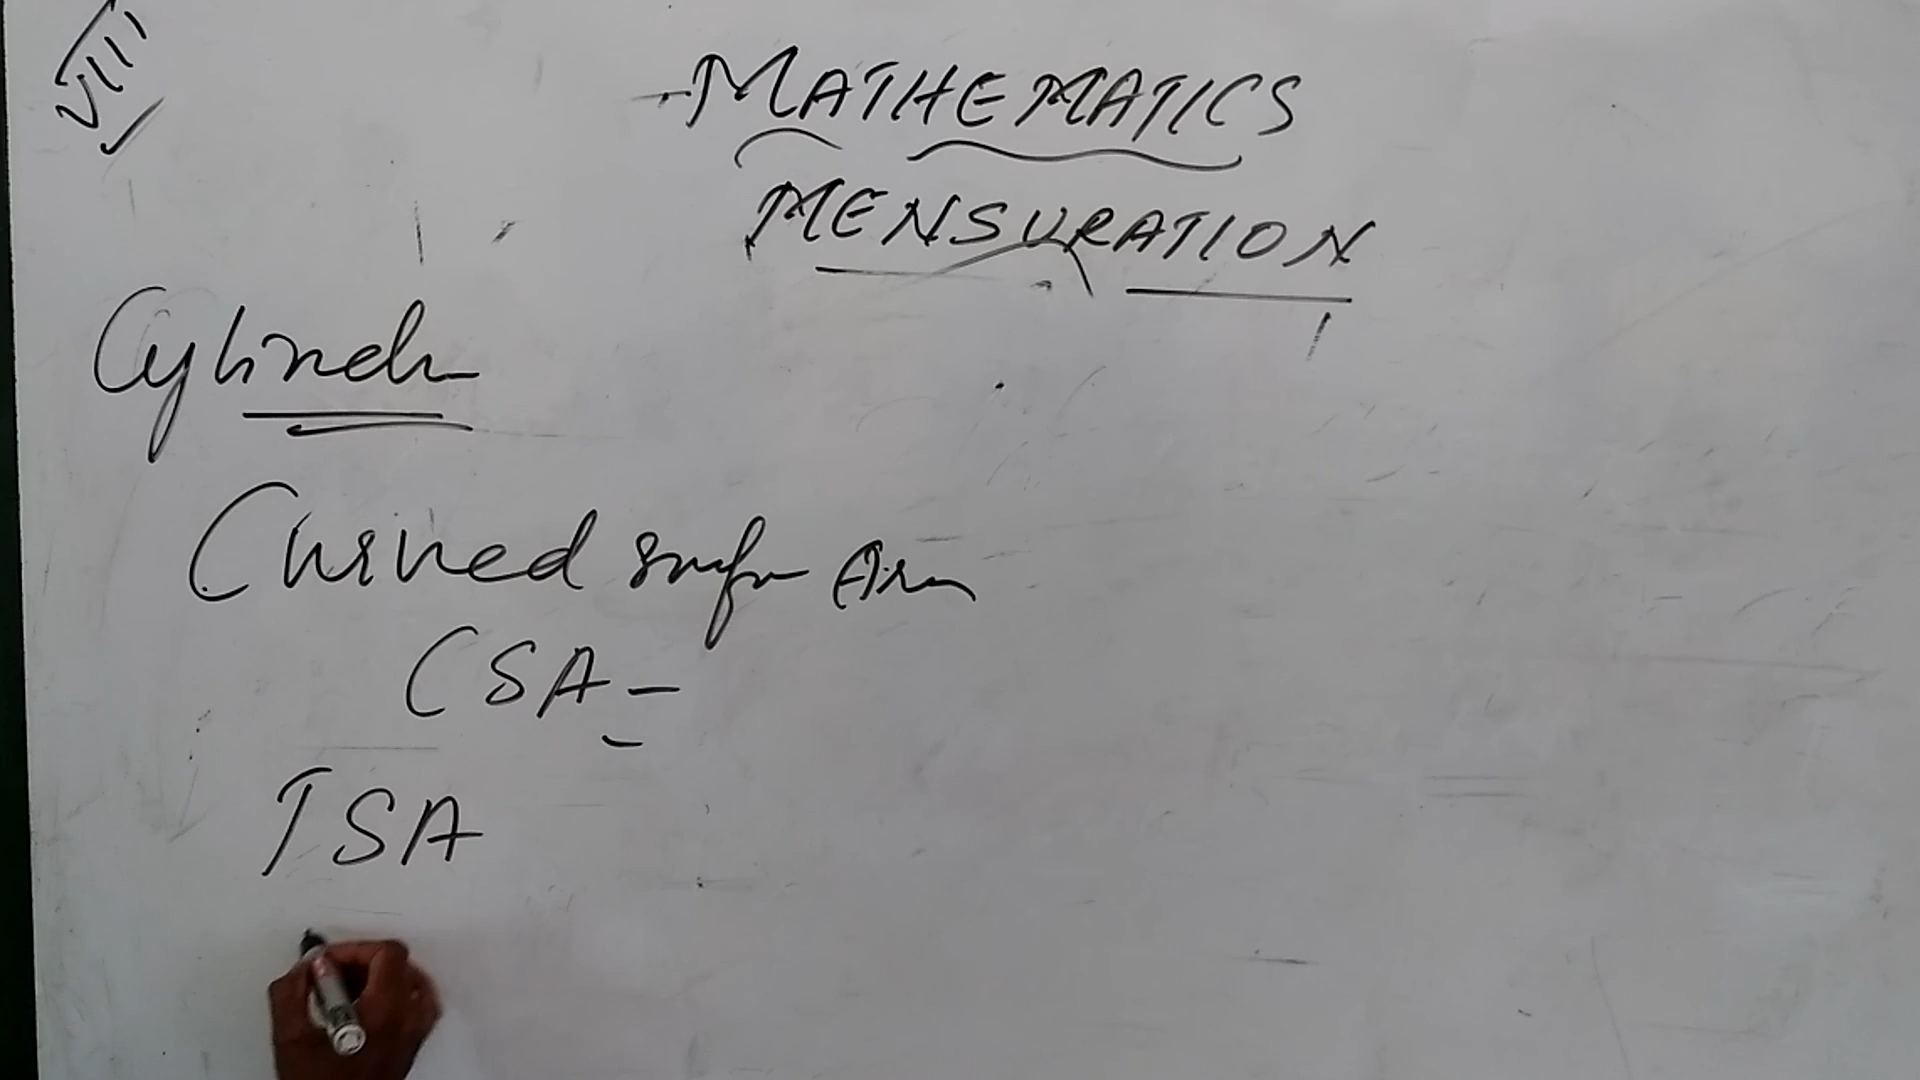 VIII
MATHEMATICS
MENSURATION
Cylinder
Curved surface Area
CSA =
TSA